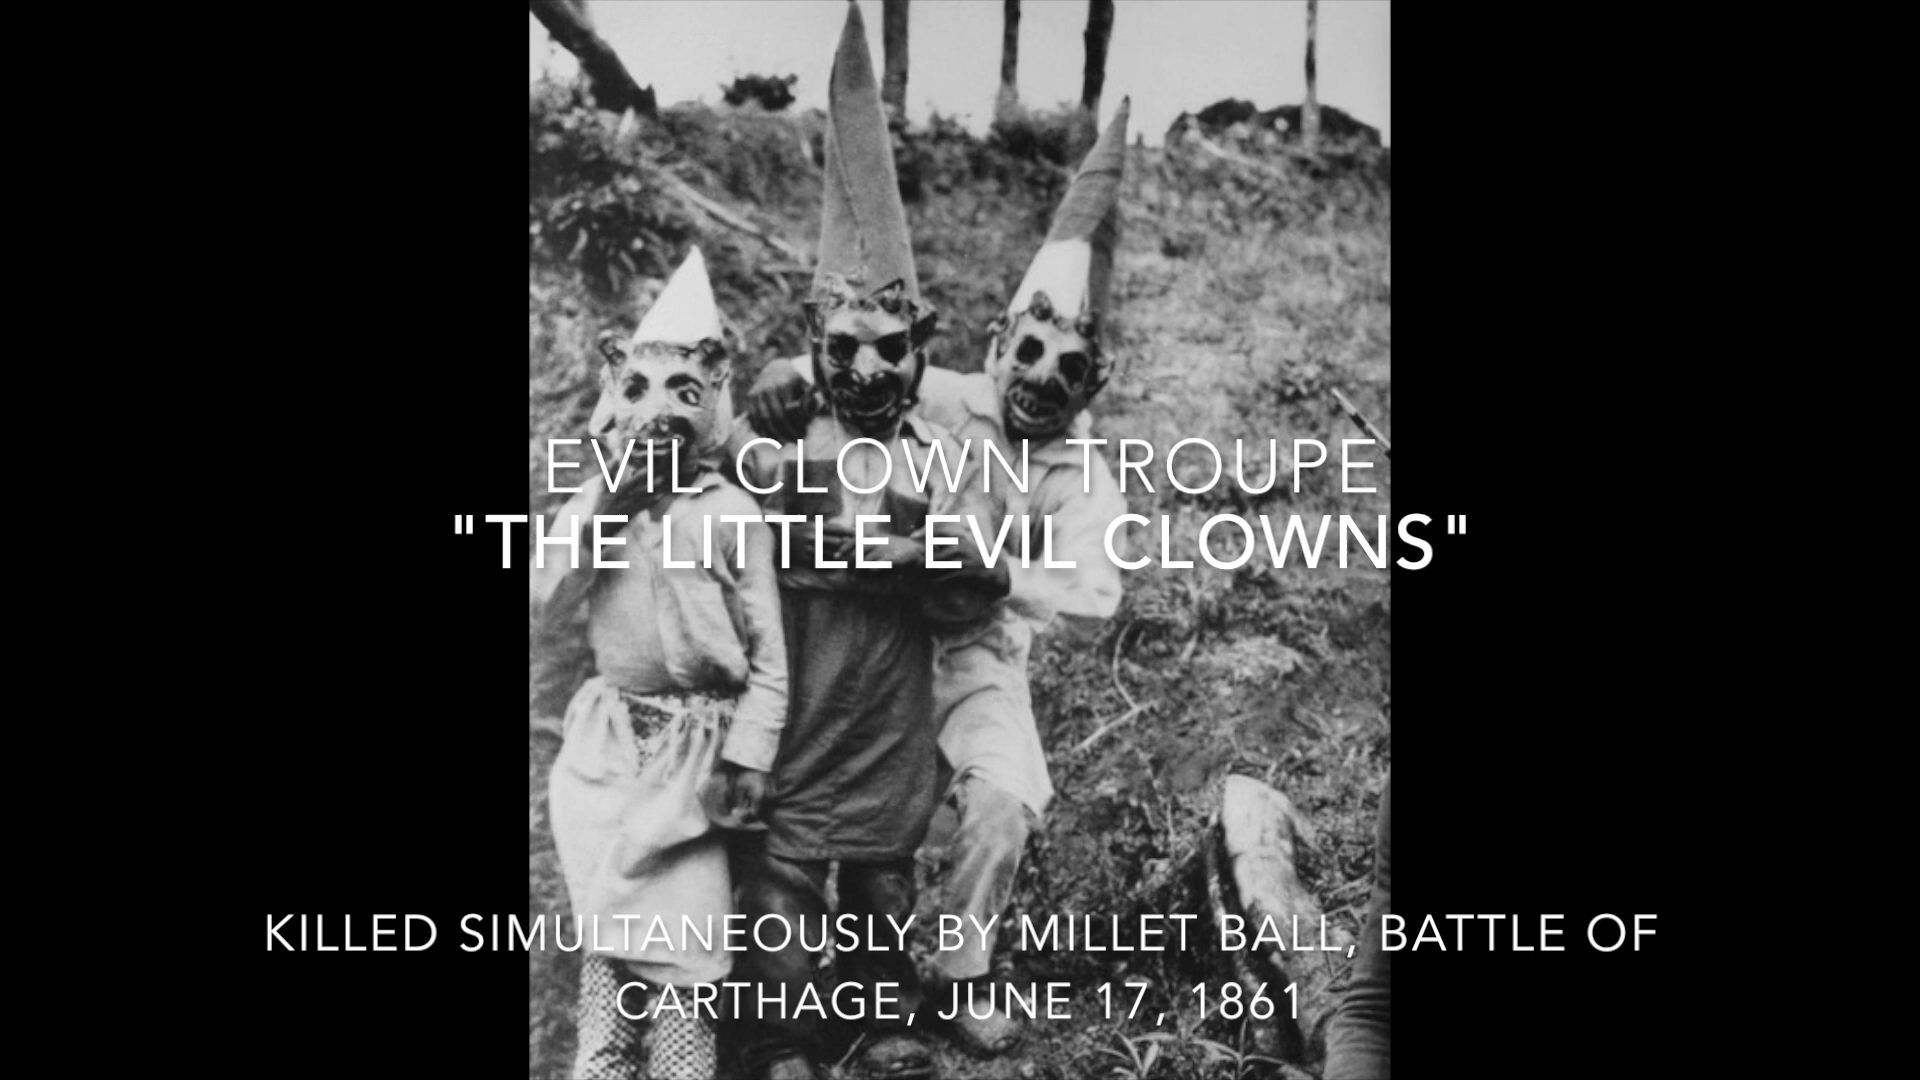 EVIL CLOWN TROUPE
"THE LITTLE EVIL CLOWNS"
KILLED SIMULTANEOUSLY BY MILLET BALL, BATTLE OF
CARTHAGE, JUNE 17, 1861